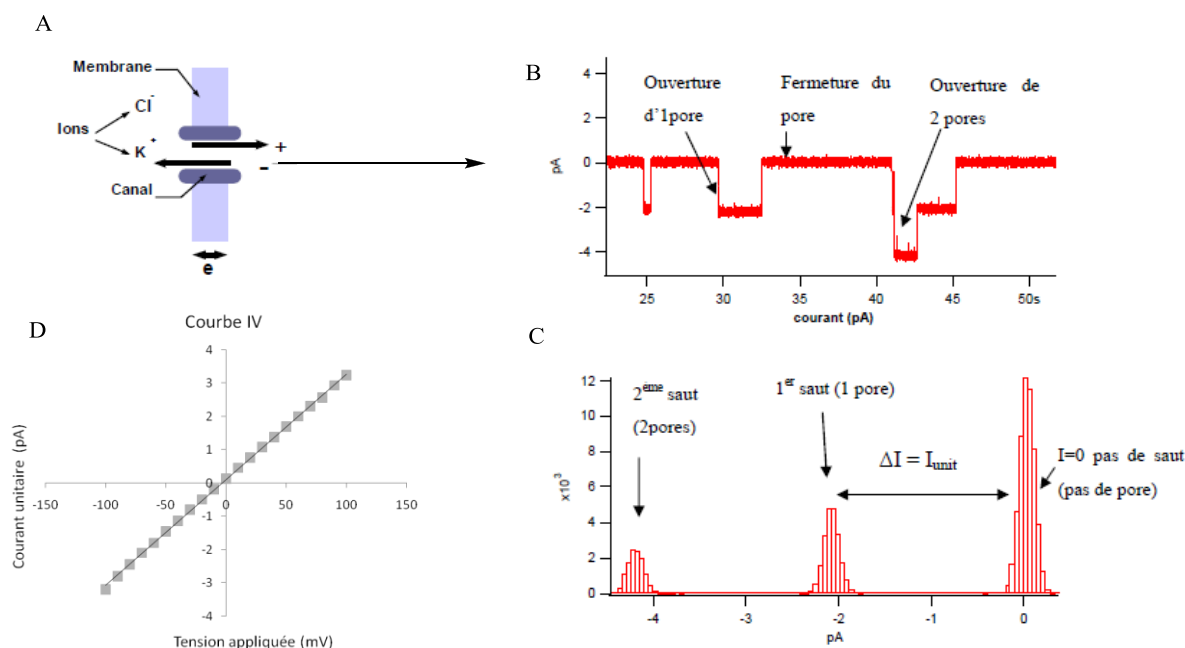 A
Membrane
Cl-
Ions
K+
+
-
Canal
e
B
4
2
0
-2
-4
pA
Ouverture
d'1pore
Fermeture du
pore
Ouverture de
2 pores
25
30
35
40
45
50s
courant (pA)
D
Courbe IV
4
3
2
1
0
-1
-2
-3
-4
-150
-100
-50
0
50
100
150
Courant unitaire (pA)
Tension appliquée (mV)
C
12
10
8
6
4
2
0
x10³
2ème saut
(2pores)
1er saut (1 pore)
ΔI = Iunit
I=0 pas de saut
(pas de pore)
-4
-3
-2
-1
0
pA